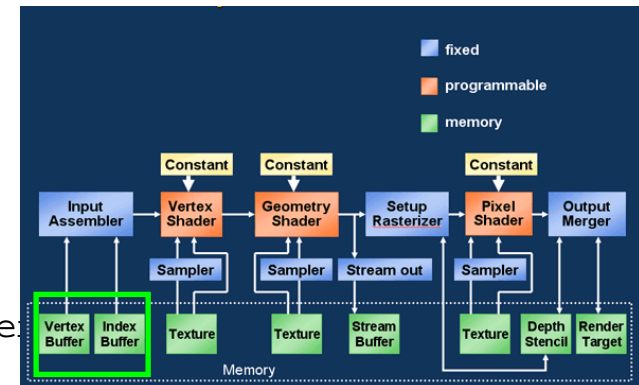 fixed
programmable
memory
Constant
Constant
Constant
Input Assembler
Vertex Shader
Geometry Shader
Setup Rasterizer
Pixel Shader
Output Merger
Sampler
Sampler
Stream out
Sampler
Vertex Buffer
Index Buffer
Texture
Texture
Stream Buffer
Texture
Depth Stencil
Render Target
Memory